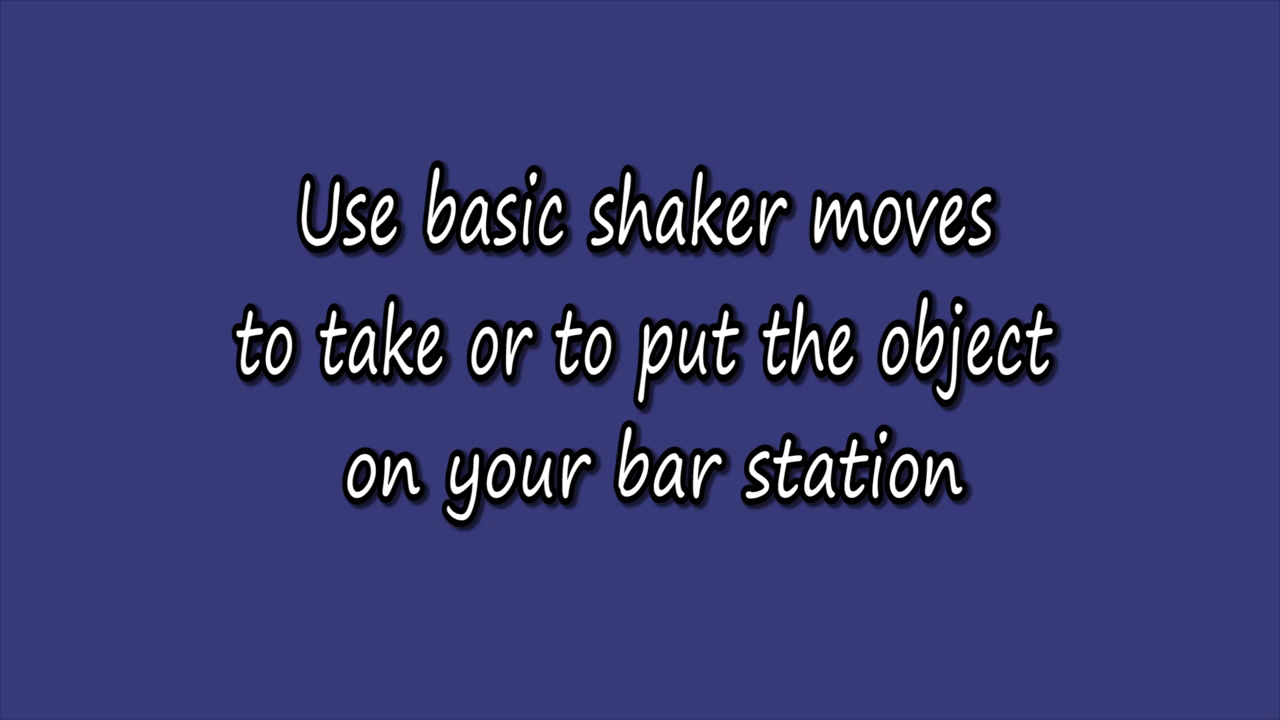 Use basic shaker moves
to take or to put the object
on your bar station